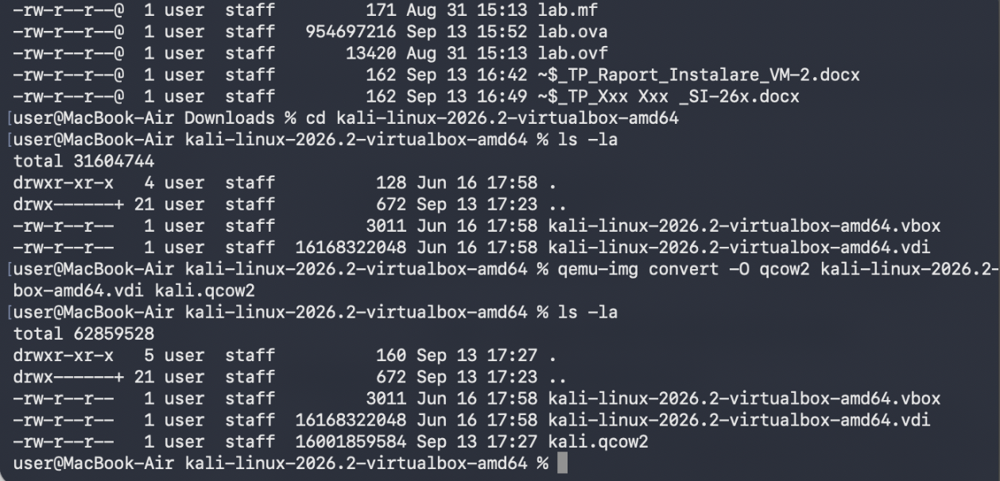 -rw-r--r--@  1 user  staff          171 Aug 31 15:13 lab.mf
-rw-r--r--@  1 user  staff    954697216 Sep 13 15:52 lab.ova
-rw-r--r--@  1 user  staff        13420 Aug 31 15:13 lab.ovf
-rw-r--r--@  1 user  staff          162 Sep 13 16:42 ~$_TP_Raport_Instalare_VM-2.docx
-rw-r--r--@  1 user  staff          162 Sep 13 16:49 ~$_TP_Xxx Xxx _SI-26x.docx
[user@MacBook-Air Downloads % cd kali-linux-2026.2-virtualbox-amd64
[user@MacBook-Air kali-linux-2026.2-virtualbox-amd64 % ls -la
total 31604744
drwxr-xr-x   4 user  staff          128 Jun 16 17:58 .
drwx------+ 21 user  staff          672 Sep 13 17:23 ..
-rw-r--r--   1 user  staff         3011 Jun 16 17:58 kali-linux-2026.2-virtualbox-amd64.vbox
-rw-r--r--   1 user  staff  16168322048 Jun 16 17:58 kali-linux-2026.2-virtualbox-amd64.vdi
[user@MacBook-Air kali-linux-2026.2-virtualbox-amd64 % qemu-img convert -O qcow2 kali-linux-2026.2-
box-amd64.vdi kali.qcow2
[user@MacBook-Air kali-linux-2026.2-virtualbox-amd64 % ls -la
total 62859528
drwxr-xr-x   5 user  staff          160 Sep 13 17:27 .
drwx------+ 21 user  staff          672 Sep 13 17:23 ..
-rw-r--r--   1 user  staff         3011 Jun 16 17:58 kali-linux-2026.2-virtualbox-amd64.vbox
-rw-r--r--   1 user  staff  16168322048 Jun 16 17:58 kali-linux-2026.2-virtualbox-amd64.vdi
-rw-r--r--   1 user  staff  16001859584 Sep 13 17:27 kali.qcow2
user@MacBook-Air kali-linux-2026.2-virtualbox-amd64 %